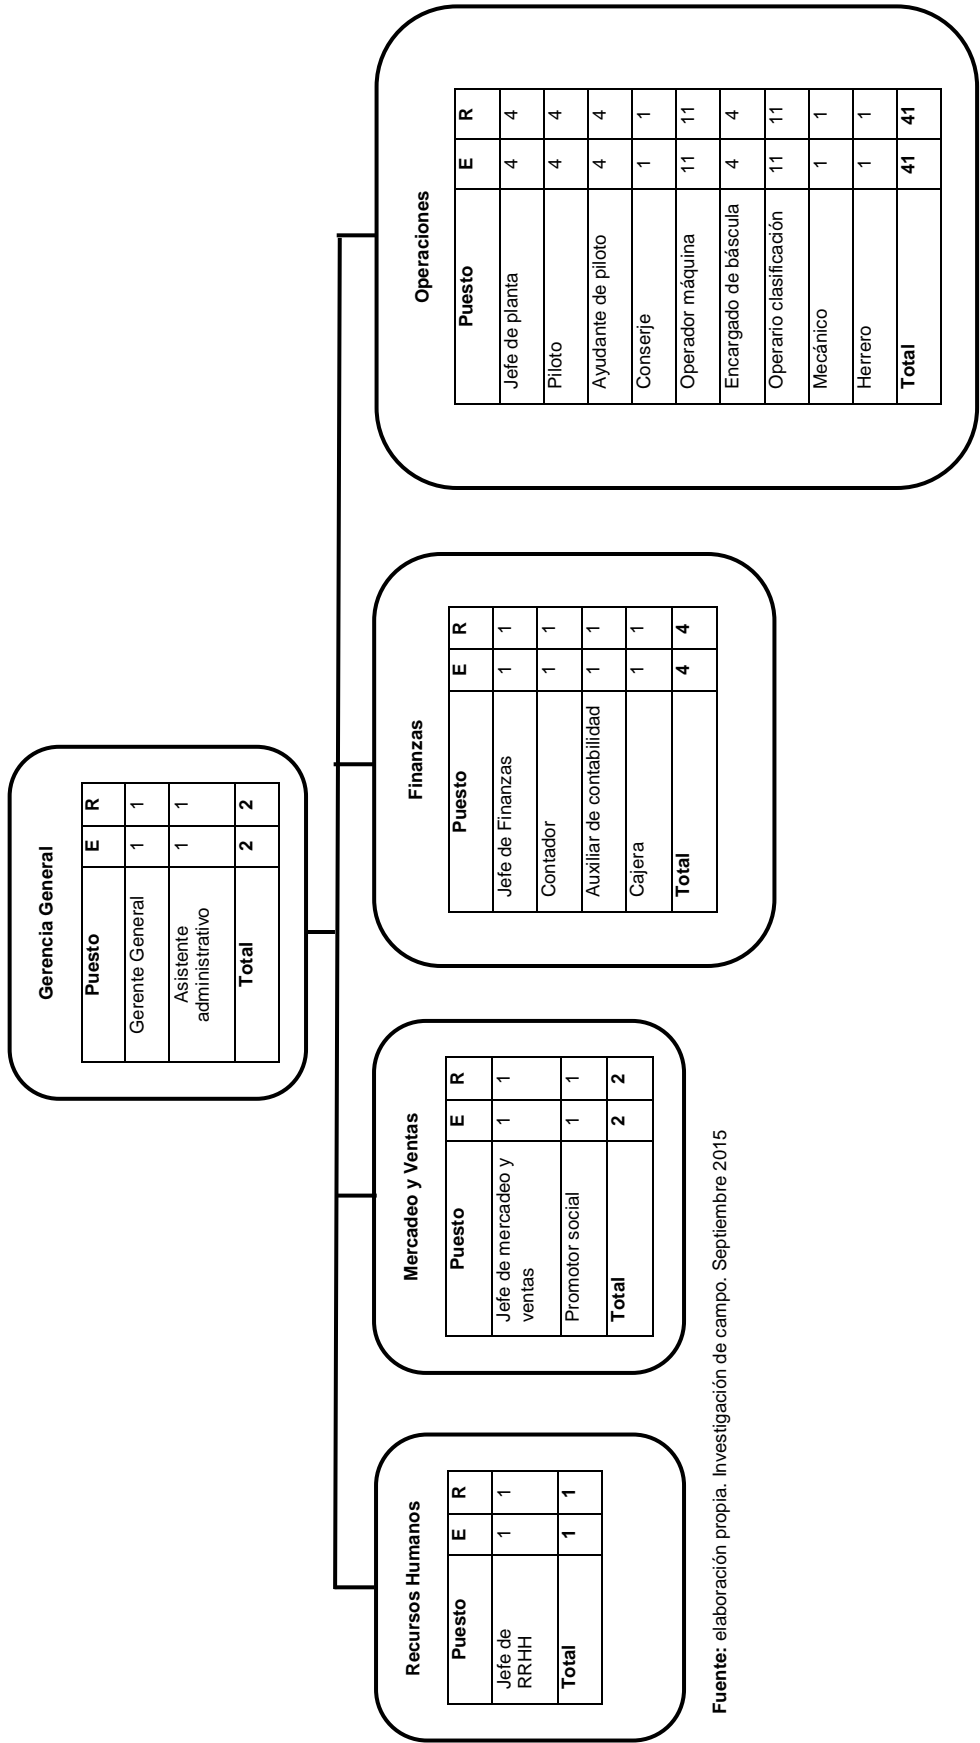 Gerencia General
Puesto E R
Gerente General 1 1
Asistente
administrativo 1 1
Total 2 2
Recursos Humanos
Puesto E R
Jefe de
RRHH 1 1
Total 1 1
Mercadeo y Ventas
Puesto E R
Jefe de mercadeo y
ventas 1 1
Promotor social 1 1
Total 2 2
Finanzas
Puesto E R
Jefe de Finanzas 1 1
Contador 1 1
Auxiliar de contabilidad 1 1
Cajera 1 1
Total 4 4
Operaciones
Puesto E R
Jefe de planta 4 4
Piloto 4 4
Ayudante de piloto 4 4
Conserje 1 1
Operador máquina 11 11
Encargado de báscula 4 4
Operario clasificación 11 11
Mecánico 1 1
Herrero 1 1
Total 41 41
Fuente: elaboración propia. Investigación de campo. Septiembre 2015